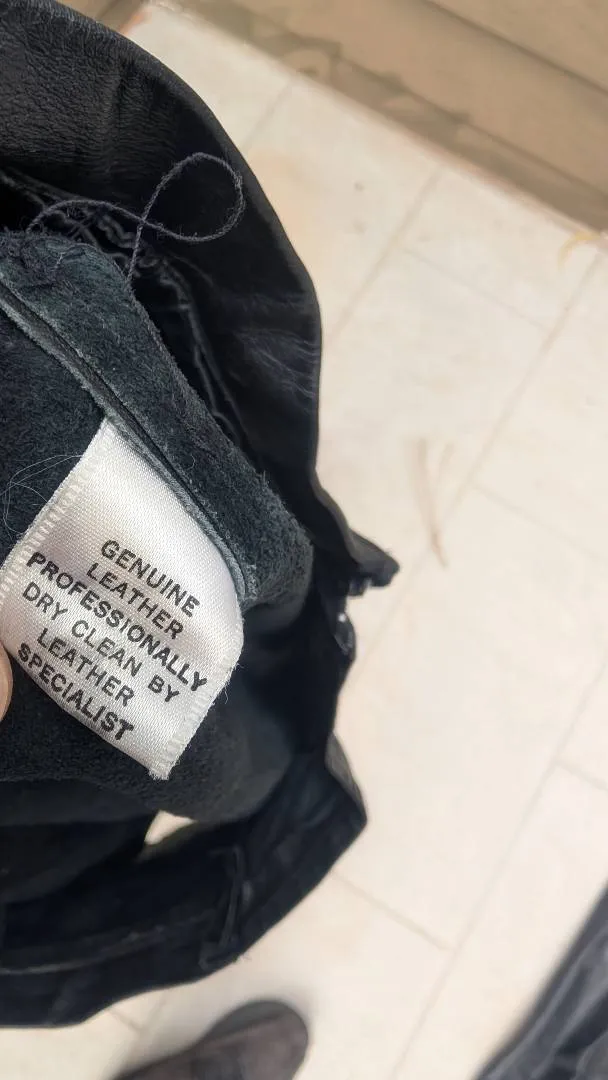 GENUINE
LEATHER
PROFESSIONALLY
DRY CLEAN BY
LEATHER
SPECIALIST